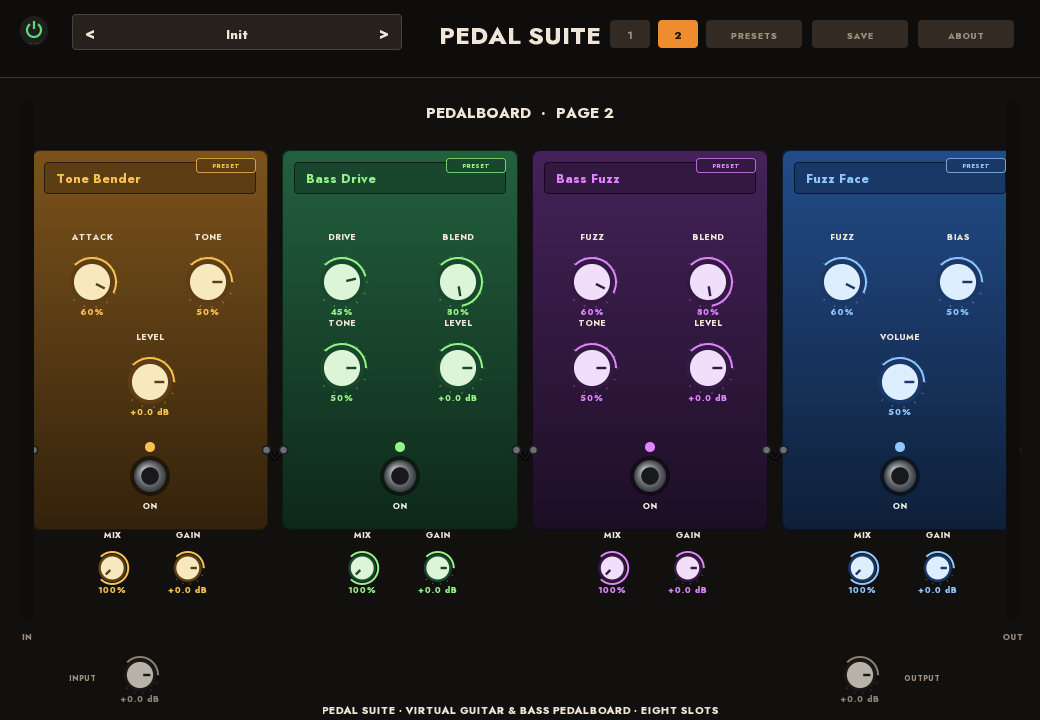 < Init > PEDAL SUITE 1 2 PRESETS SAVE ABOUT
PEDALBOARD · PAGE 2
PRESET PRESET PRESET PRESET
Tone Bender Bass Drive Bass Fuzz Fuzz Face
ATTACK TONE DRIVE BLEND FUZZ BLEND FUZZ BIAS
60% 50% 45% 80% 60% 80% 60% 50%
TONE LEVEL TONE LEVEL
LEVEL VOLUME
50% +0.0 dB 50% +0.0 dB
+0.0 dB 50%
ON ON ON ON
MIX GAIN MIX GAIN MIX GAIN MIX GAIN
100% +0.0 dB 100% +0.0 dB 100% +0.0 dB 100% +0.0 dB
IN OUT
INPUT OUTPUT
+0.0 dB +0.0 dB
PEDAL SUITE · VIRTUAL GUITAR & BASS PEDALBOARD · EIGHT SLOTS